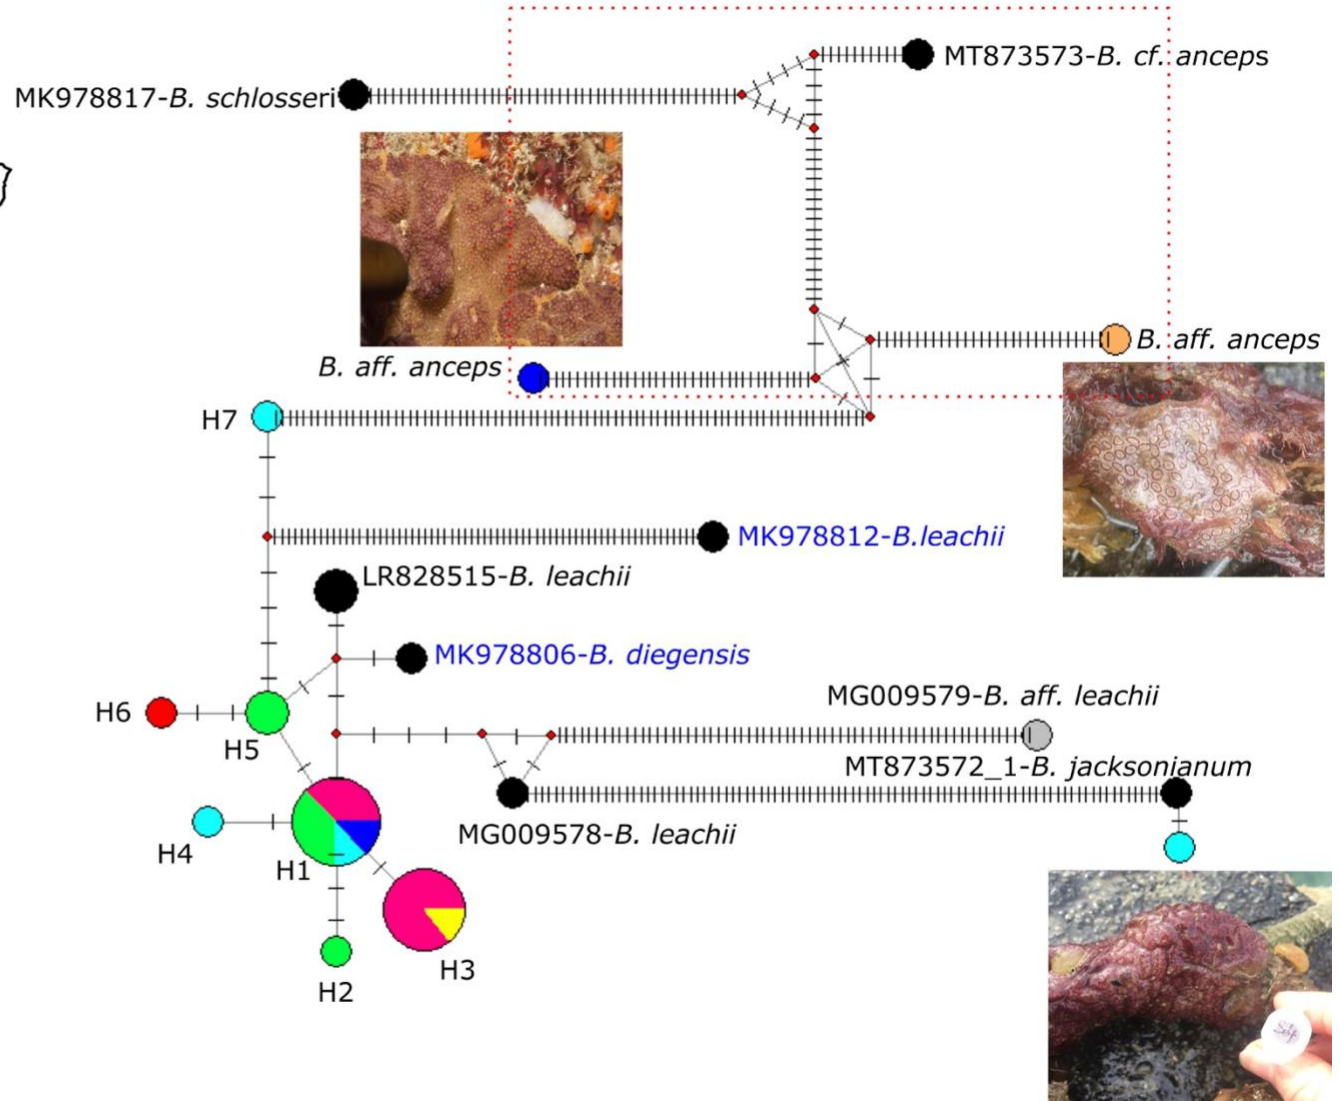 MT873573-B. cf. anceps
MK978817-B. schlosseri
B. aff. anceps
B. aff. anceps
H7
MK978812-B.leachii
LR828515-B. leachii
MK978806-B. diegensis
MG009579-B. aff. leachii
H6
H5
MT873572_1-B. jacksonianum
MG009578-B. leachii
H4
H1
H3
H2